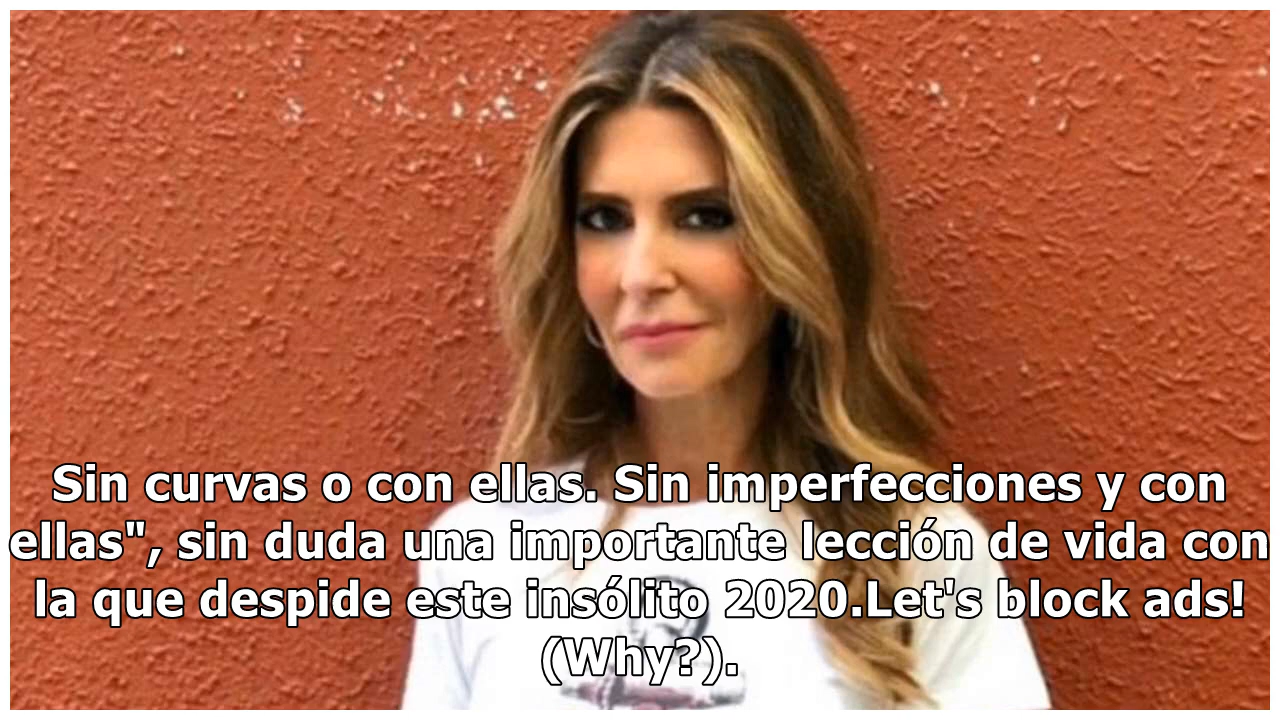 Sin curvas o con ellas. Sin imperfecciones y con
ellas", sin duda una importante lección de vida con
la que despide este insólito 2020.Let's block ads!
(Why?).